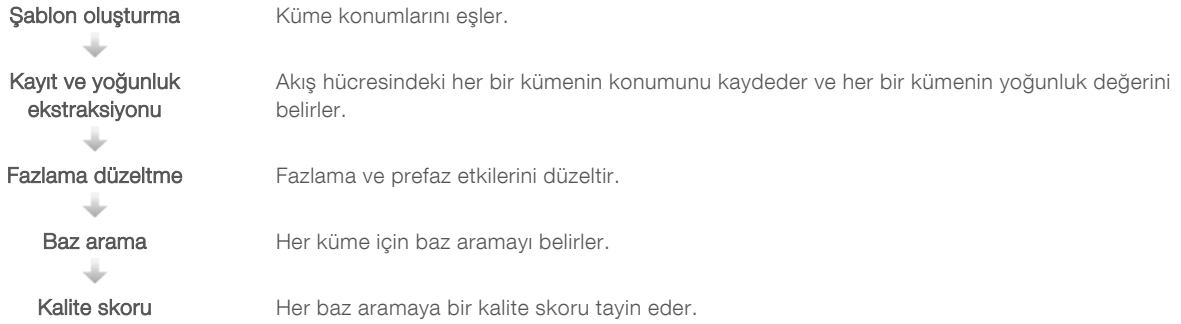 Şablon oluşturma
Küme konumlarını eşler.
Kayıt ve yoğunluk
ekstraksiyonu
Akış hücresindeki her bir kümenin konumunu kaydeder ve her bir kümenin yoğunluk değerini
belirler.
Fazlama düzeltme
Fazlama ve prefaz etkilerini düzeltir.
Baz arama
Her küme için baz aramayı belirler.
Kalite skoru
Her baz aramaya bir kalite skoru tayin eder.